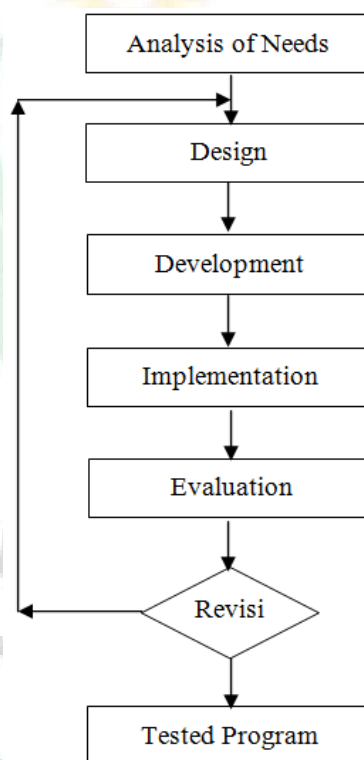 Analysis of Needs
Design
Development
Implementation
Evaluation
Revisi
Tested Program